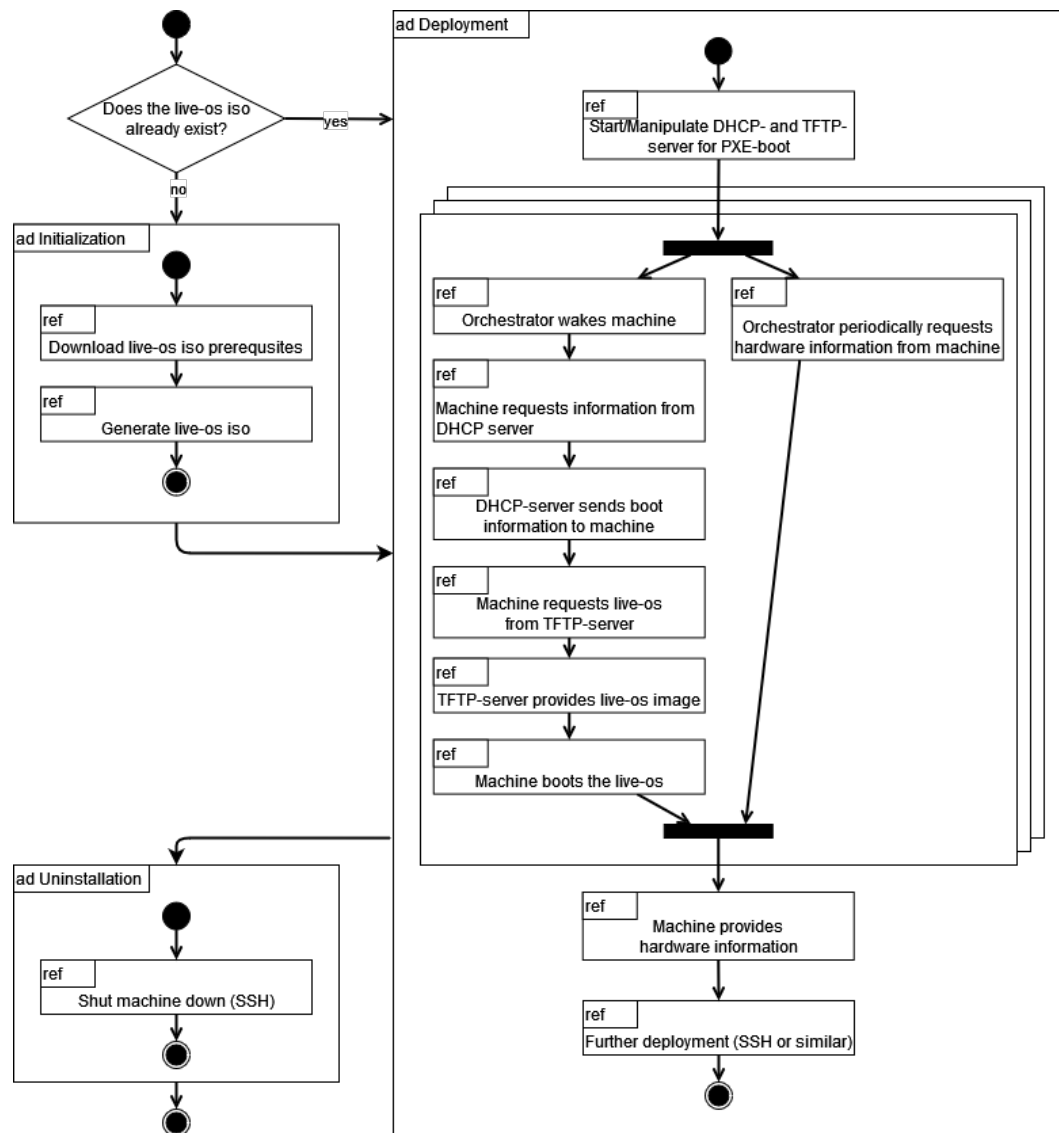 ad Deployment
Does the live-os iso
already exist?
yes
no
ref
Start/Manipulate DHCP- and TFTP-
server for PXE-boot
ad Initialization
ref
Download live-os iso prerequsites
ref
Generate live-os iso
ref
Orchestrator wakes machine
ref
Orchestrator periodically requests
hardware information from machine
ref
Machine requests information from
DHCP server
ref
DHCP-server sends boot
information to machine
ref
Machine requests live-os
from TFTP-server
ref
TFTP-server provides live-os image
ref
Machine boots the live-os
ad Uninstallation
ref
Shut machine down (SSH)
ref
Machine provides
hardware information
ref
Further deployment (SSH or similar)